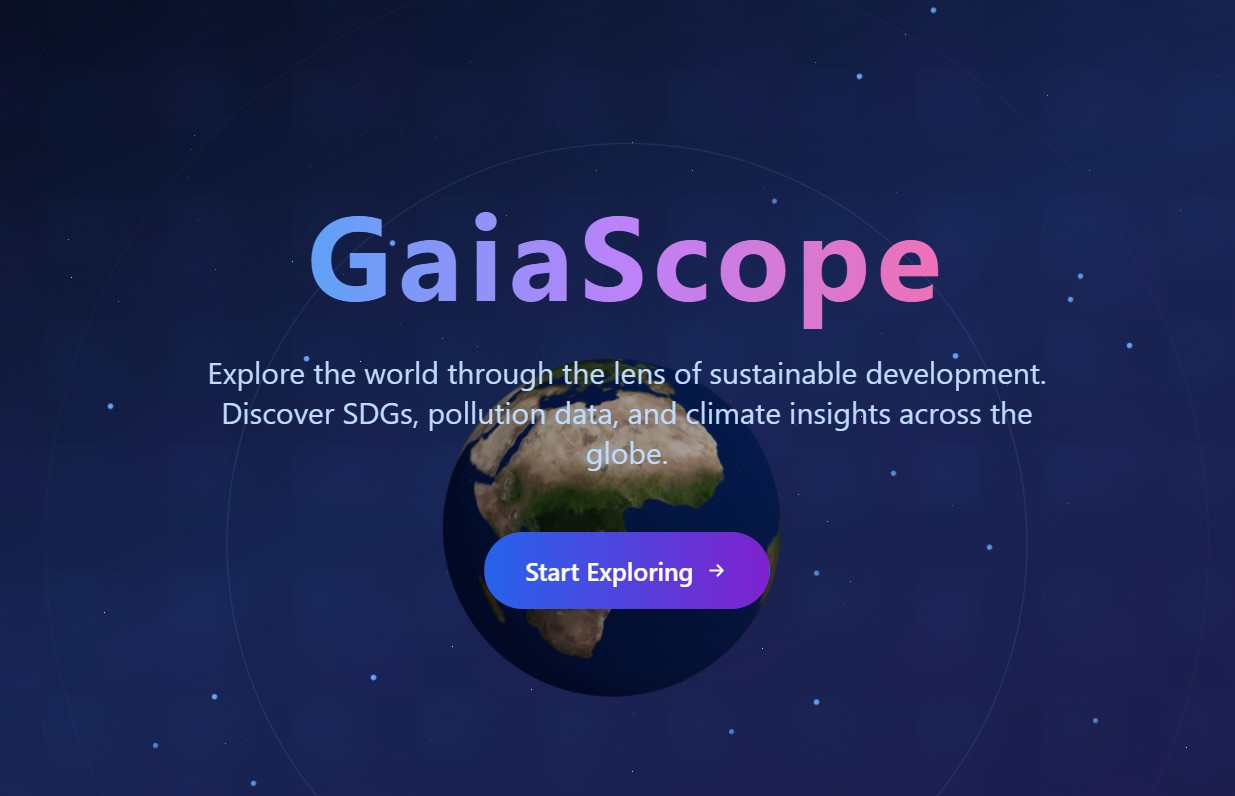 GaiaScope
Explore the world through the lens of sustainable development.
Discover SDGs, pollution data, and climate insights across the
globe.
Start Exploring →